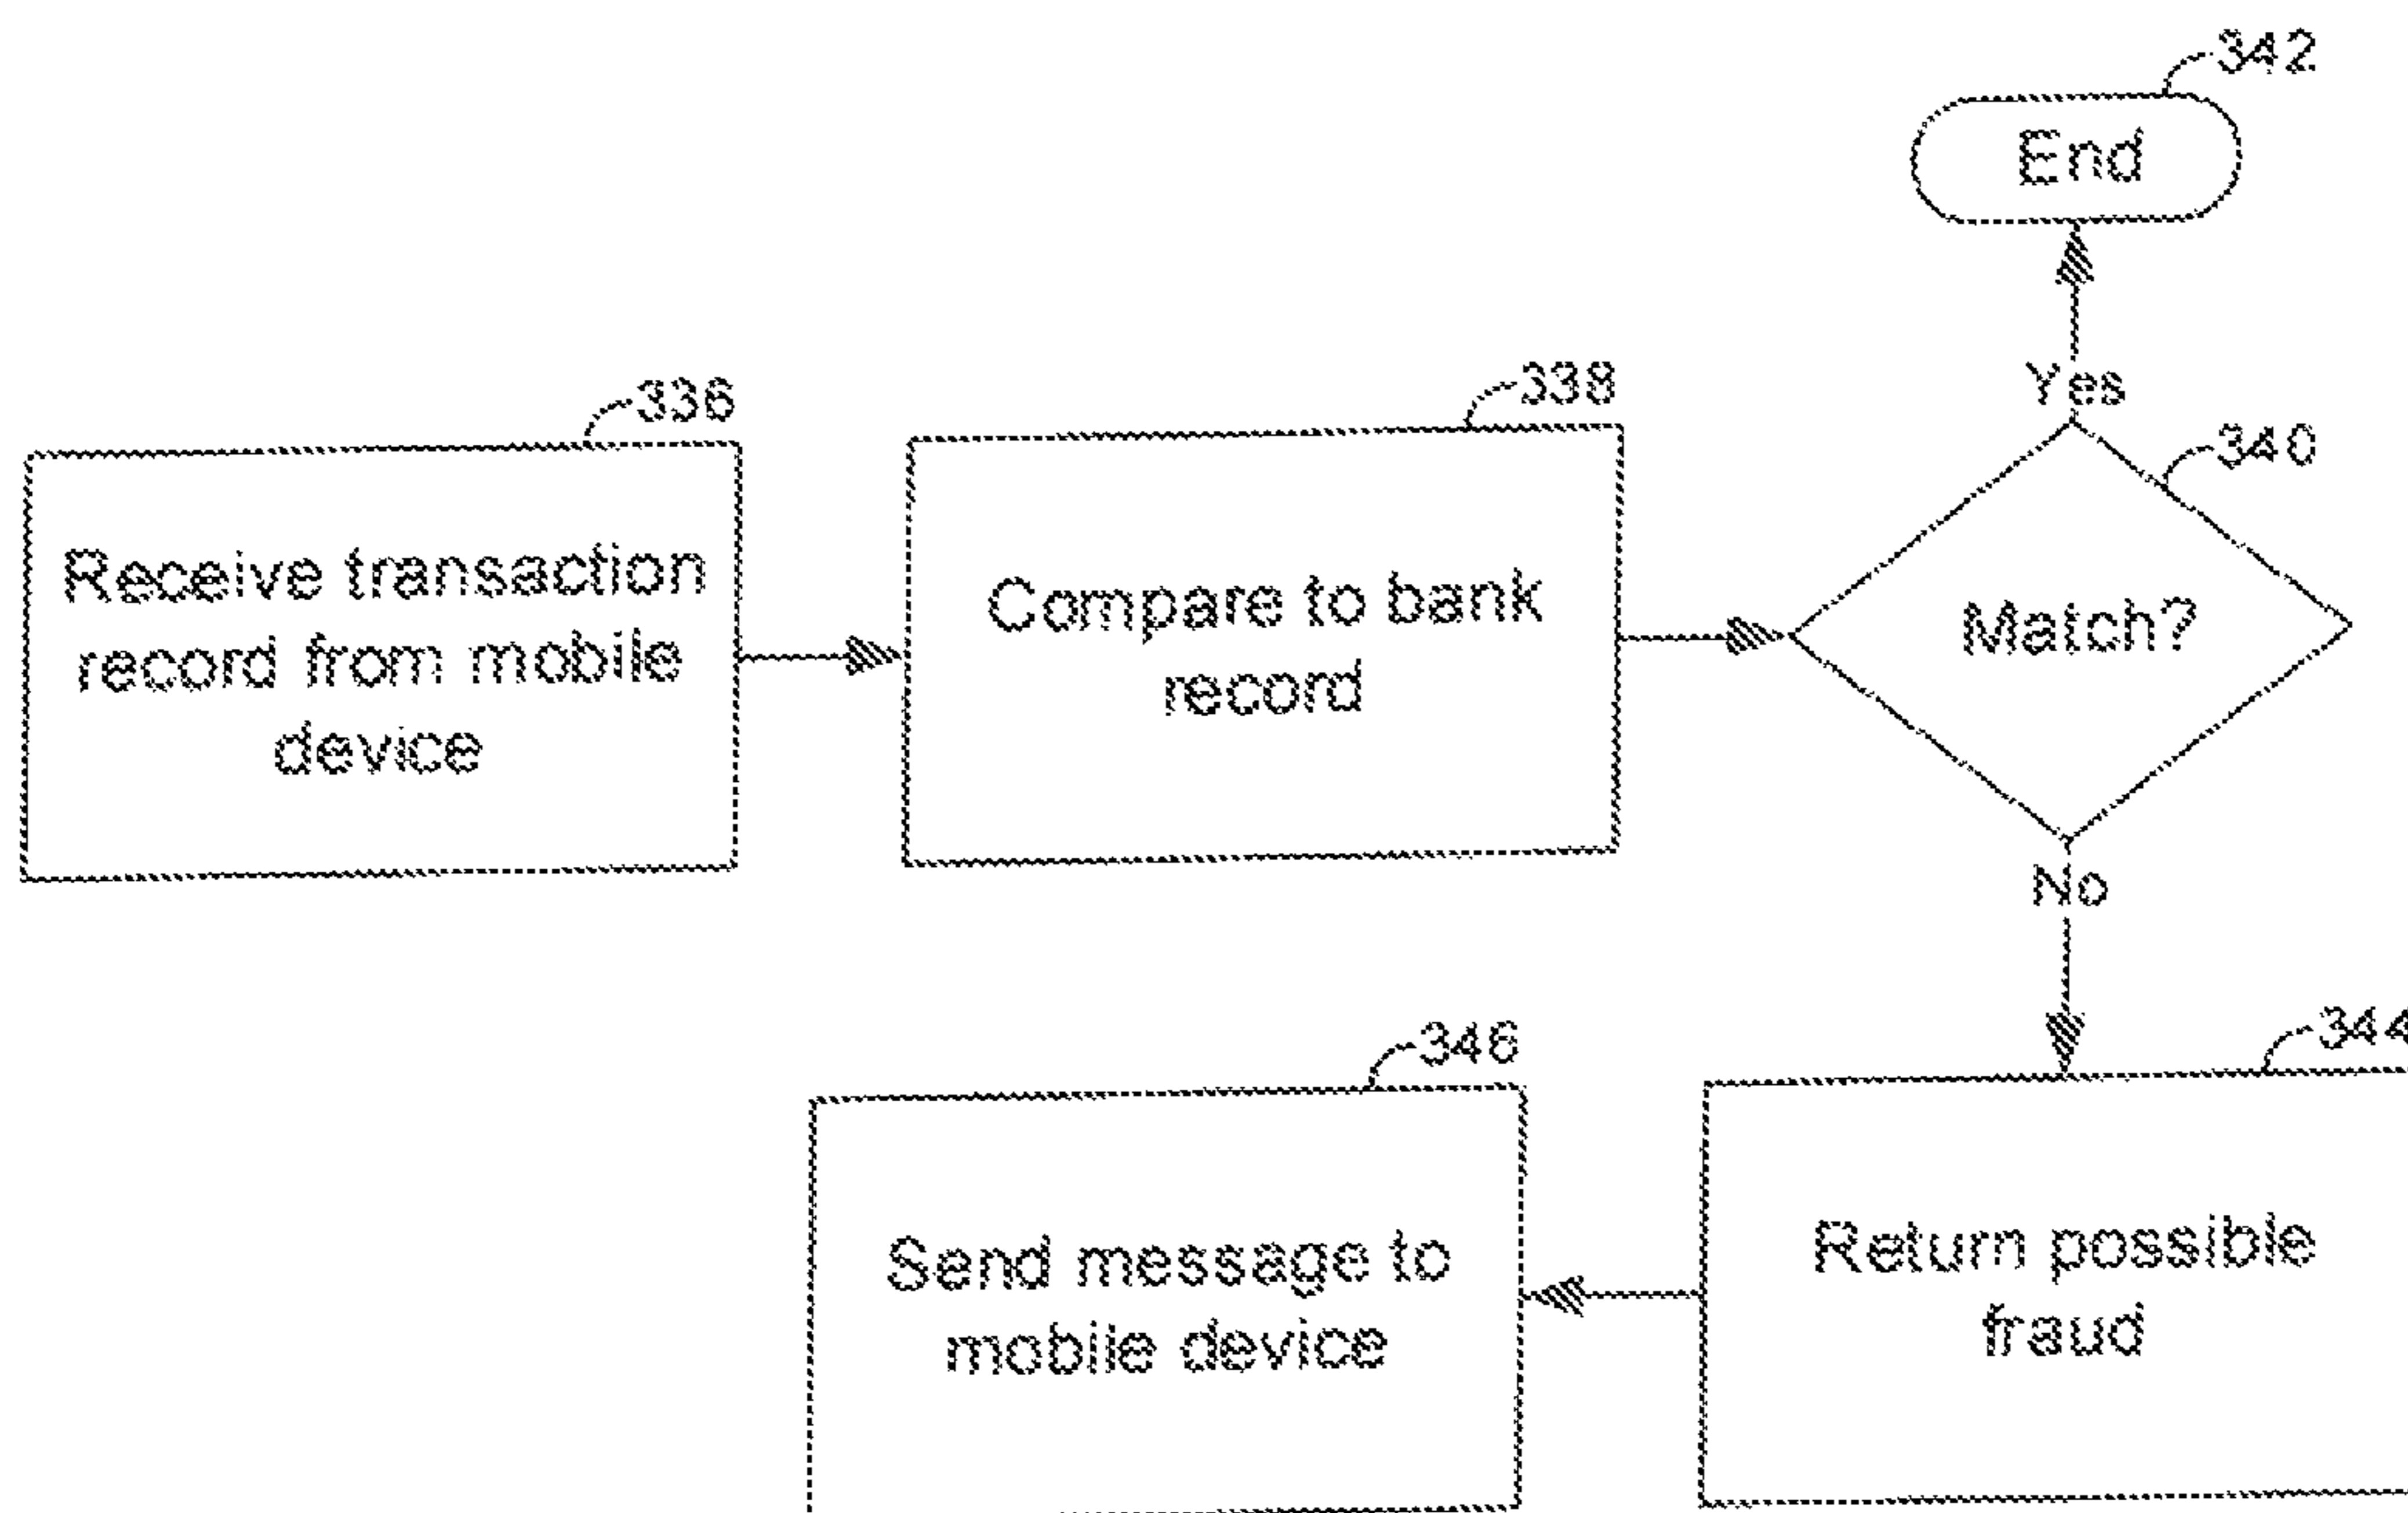 342
End
Yes
336
338
340
Receive transaction
record from mobile
device
Compare to bank
record
Match?
No
346
344
Send message to
mobile device
Return possible
fraud